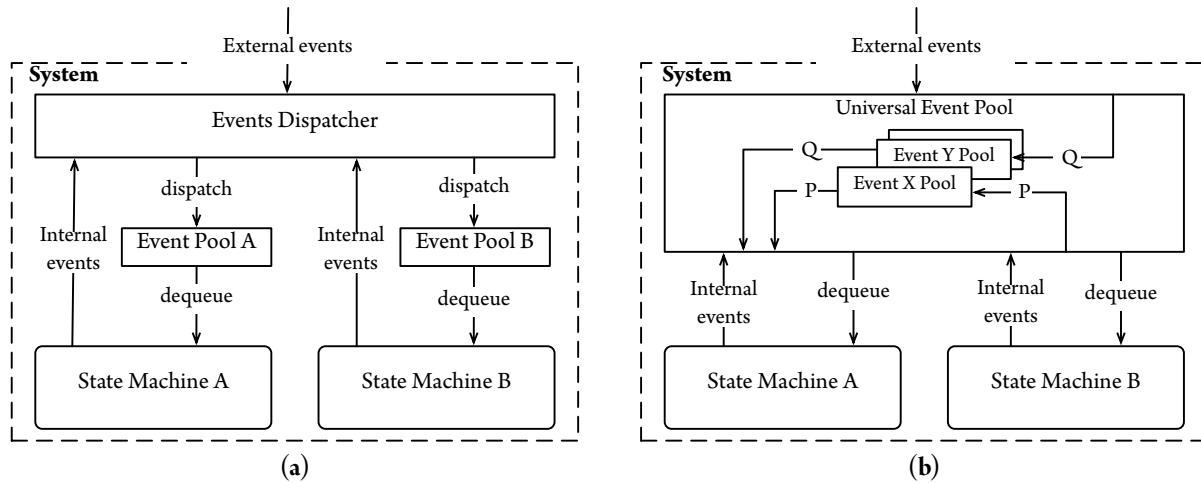 External events
System
Events Dispatcher
dispatch
dispatch
Internal
events
Event Pool A
Internal
events
Event Pool B
dequeue
dequeue
State Machine A
State Machine B
(a)
External events
System
Universal Event Pool
Q
Event Y Pool
Q
P
Event X Pool
P
Internal
events
dequeue
Internal
events
dequeue
State Machine A
State Machine B
(b)